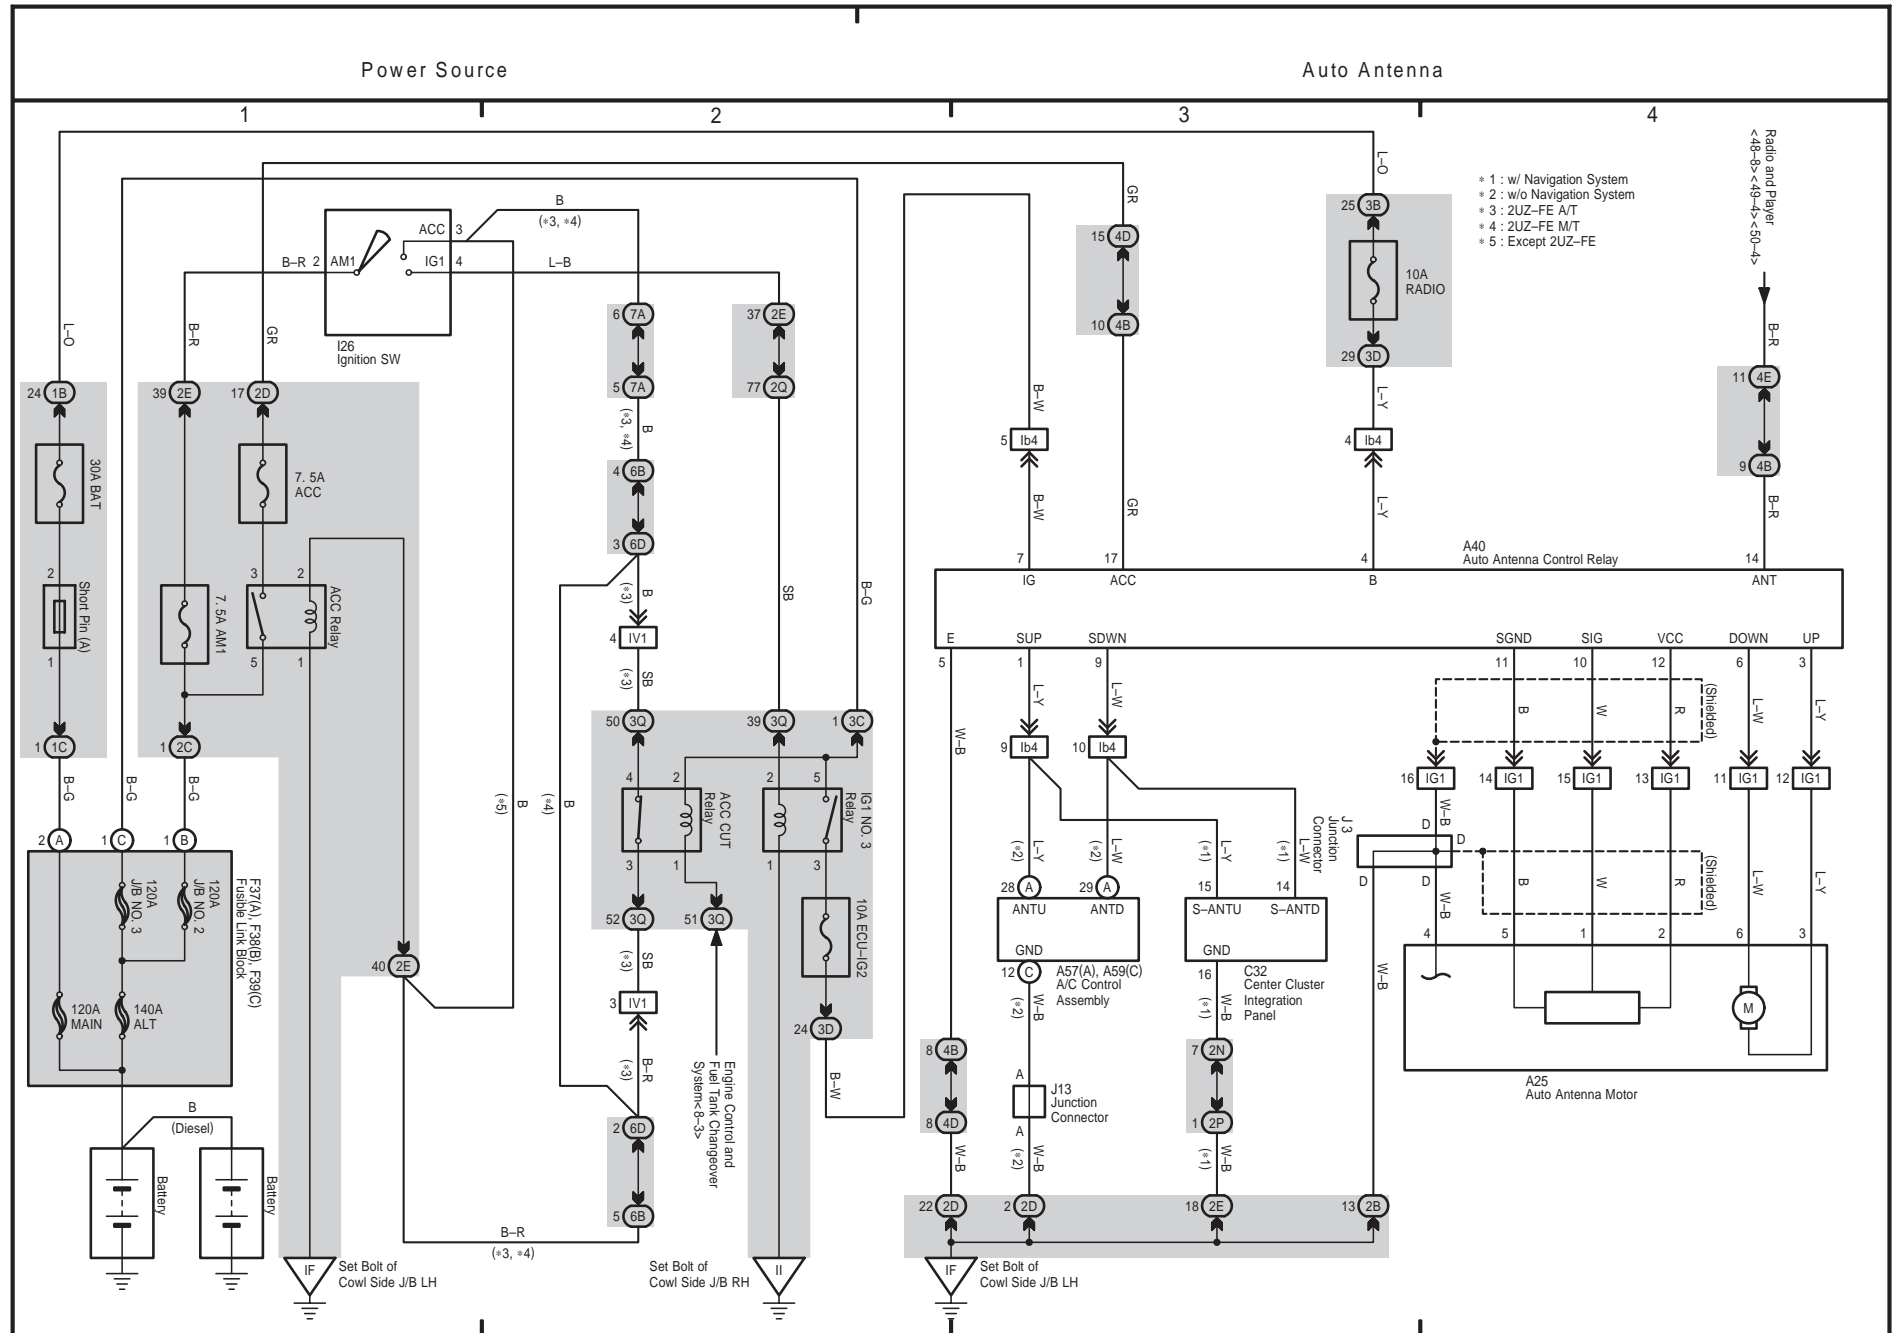 Power Source
Auto Antenna
1
2
3
4
L–O
GR
B
(*3, *4)
ACC 3
B–R 2 AM1
IG1 4
L–B
I26
Ignition SW
L–O
B–R
GR
6 7A
37 2E
5 7A
77 2Q
B
(*3, *4)
15 4D
10 4B
25 3B
10A
RADIO
29 3D
* 1 : w/ Navigation System
* 2 : w/o Navigation System
* 3 : 2UZ–FE A/T
* 4 : 2UZ–FE M/T
* 5 : Except 2UZ–FE
Radio and Player
<48–8><49–4><50–4>
B–R
11 4E
9 4B
B–R
24 1B
39 2E
17 2D
30A BAT
7. 5A
ACC
2
Short Pin (A)
1
7. 5A AM1
3
2
ACC Relay
5
1
1 1C
1 2C
B–G
B–G
B–G
2 A
1 C
1 B
120A
J/B NO. 3
120A
J/B NO. 2
F37(A), F38(B), F39(C)
Fusible Link Block
120A
MAIN
140A
ALT
B
(Diesel)
Battery
Battery
40 2E
IF
Set Bolt of
Cowl Side J/B LH
B
(*5)
B
(*4)
4 6B
3 6D
B
(*3)
4 IV1
SB
(*3)
SB
B–G
50 3Q
39 3Q
1 3C
4
2
ACC CUT
Relay
3
1
2
5
IG1 NO. 3
Relay
1
3
52 3Q
51 3Q
10A ECU–IG2
SB
(*3)
3 IV1
24 3D
B–R
(*3)
Engine Control and
Fuel Tank Changeover
System<8–3>
B–W
2 6D
5 6B
B–R
(*3, *4)
Set Bolt of
Cowl Side J/B RH
II
B–W
5 Ib4
B–W
GR
L–Y
4 Ib4
L–Y
A40
Auto Antenna Control Relay
7
17
4
14
IG
ACC
B
ANT
E
SUP
SDWN
SGND
SIG
VCC
DOWN
UP
5
1
9
11
10
12
6
3
W–B
L–Y
L–W
B
W
R
(Shielded)
L–W
L–Y
9 Ib4
10 Ib4
16 IG1
14 IG1
15 IG1
13 IG1
11 IG1
12 IG1
L–Y
(*2)
L–W
(*2)
L–Y
(*1)
L–W
(*1)
J 3
Junction
Connector
W–B
D
D
D
D
W–B
B
W
R
(Shielded)
L–W
L–Y
28 A
29 A
15
14
ANTU
ANTD
S–ANTU
S–ANTD
GND
GND
12 C
A57(A), A59(C)
A/C Control
Assembly
16
C32
Center Cluster
Integration
Panel
4
5
1
2
6
3
M
A25
Auto Antenna Motor
W–B
(*2)
W–B
(*1)
W–B
8 4B
7 2N
A
J13
Junction
Connector
A
8 4D
1 2P
W–B
W–B
(*2)
W–B
(*1)
22 2D
2 2D
18 2E
13 2B
IF
Set Bolt of
Cowl Side J/B LH